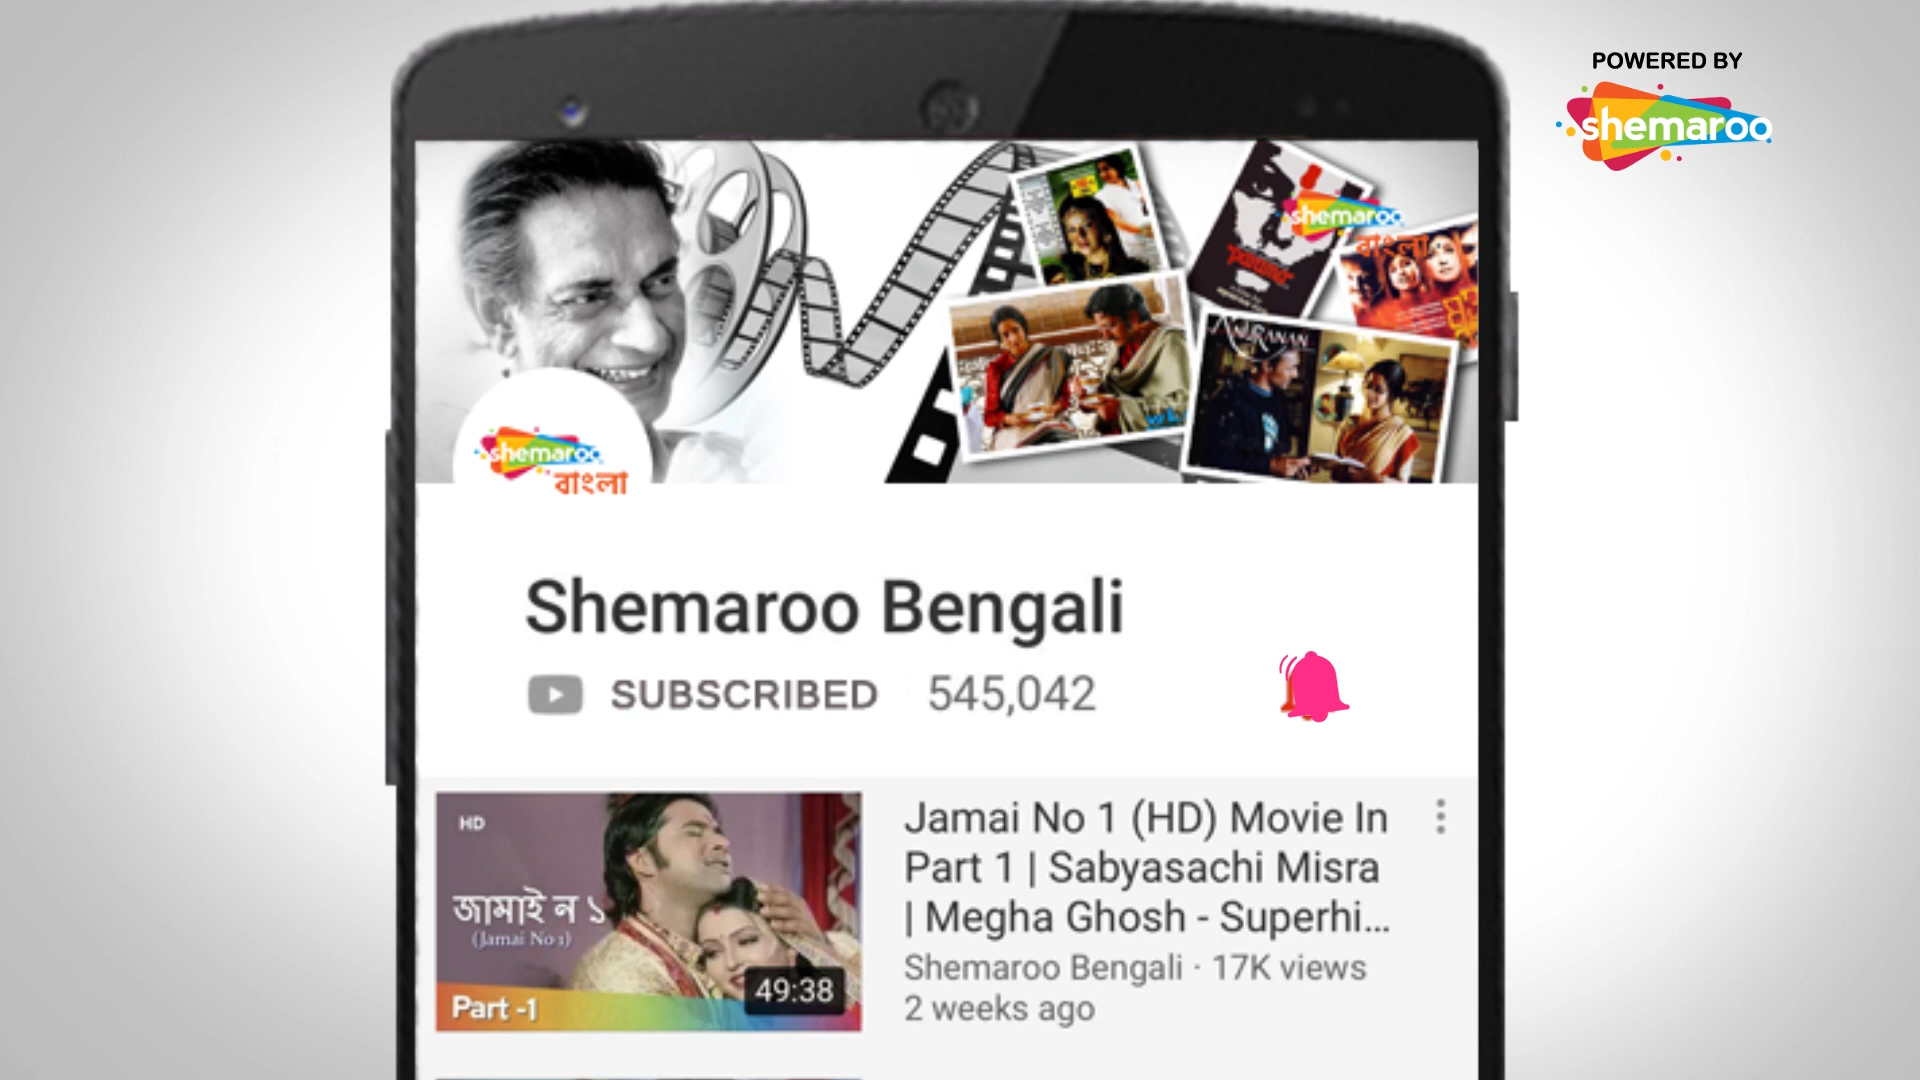 POWERED BY
shemaroo
shemaroo
বাংলা
ANURANAN
shemaroo
বাংলা
Shemaroo Bengali
SUBSCRIBED 545,042
HD
জামাই ন ১
(Jamai No 1)
Part -1
49:38
Jamai No 1 (HD) Movie In
Part 1 | Sabyasachi Misra
| Megha Ghosh - Superhi...
Shemaroo Bengali · 17K views
2 weeks ago